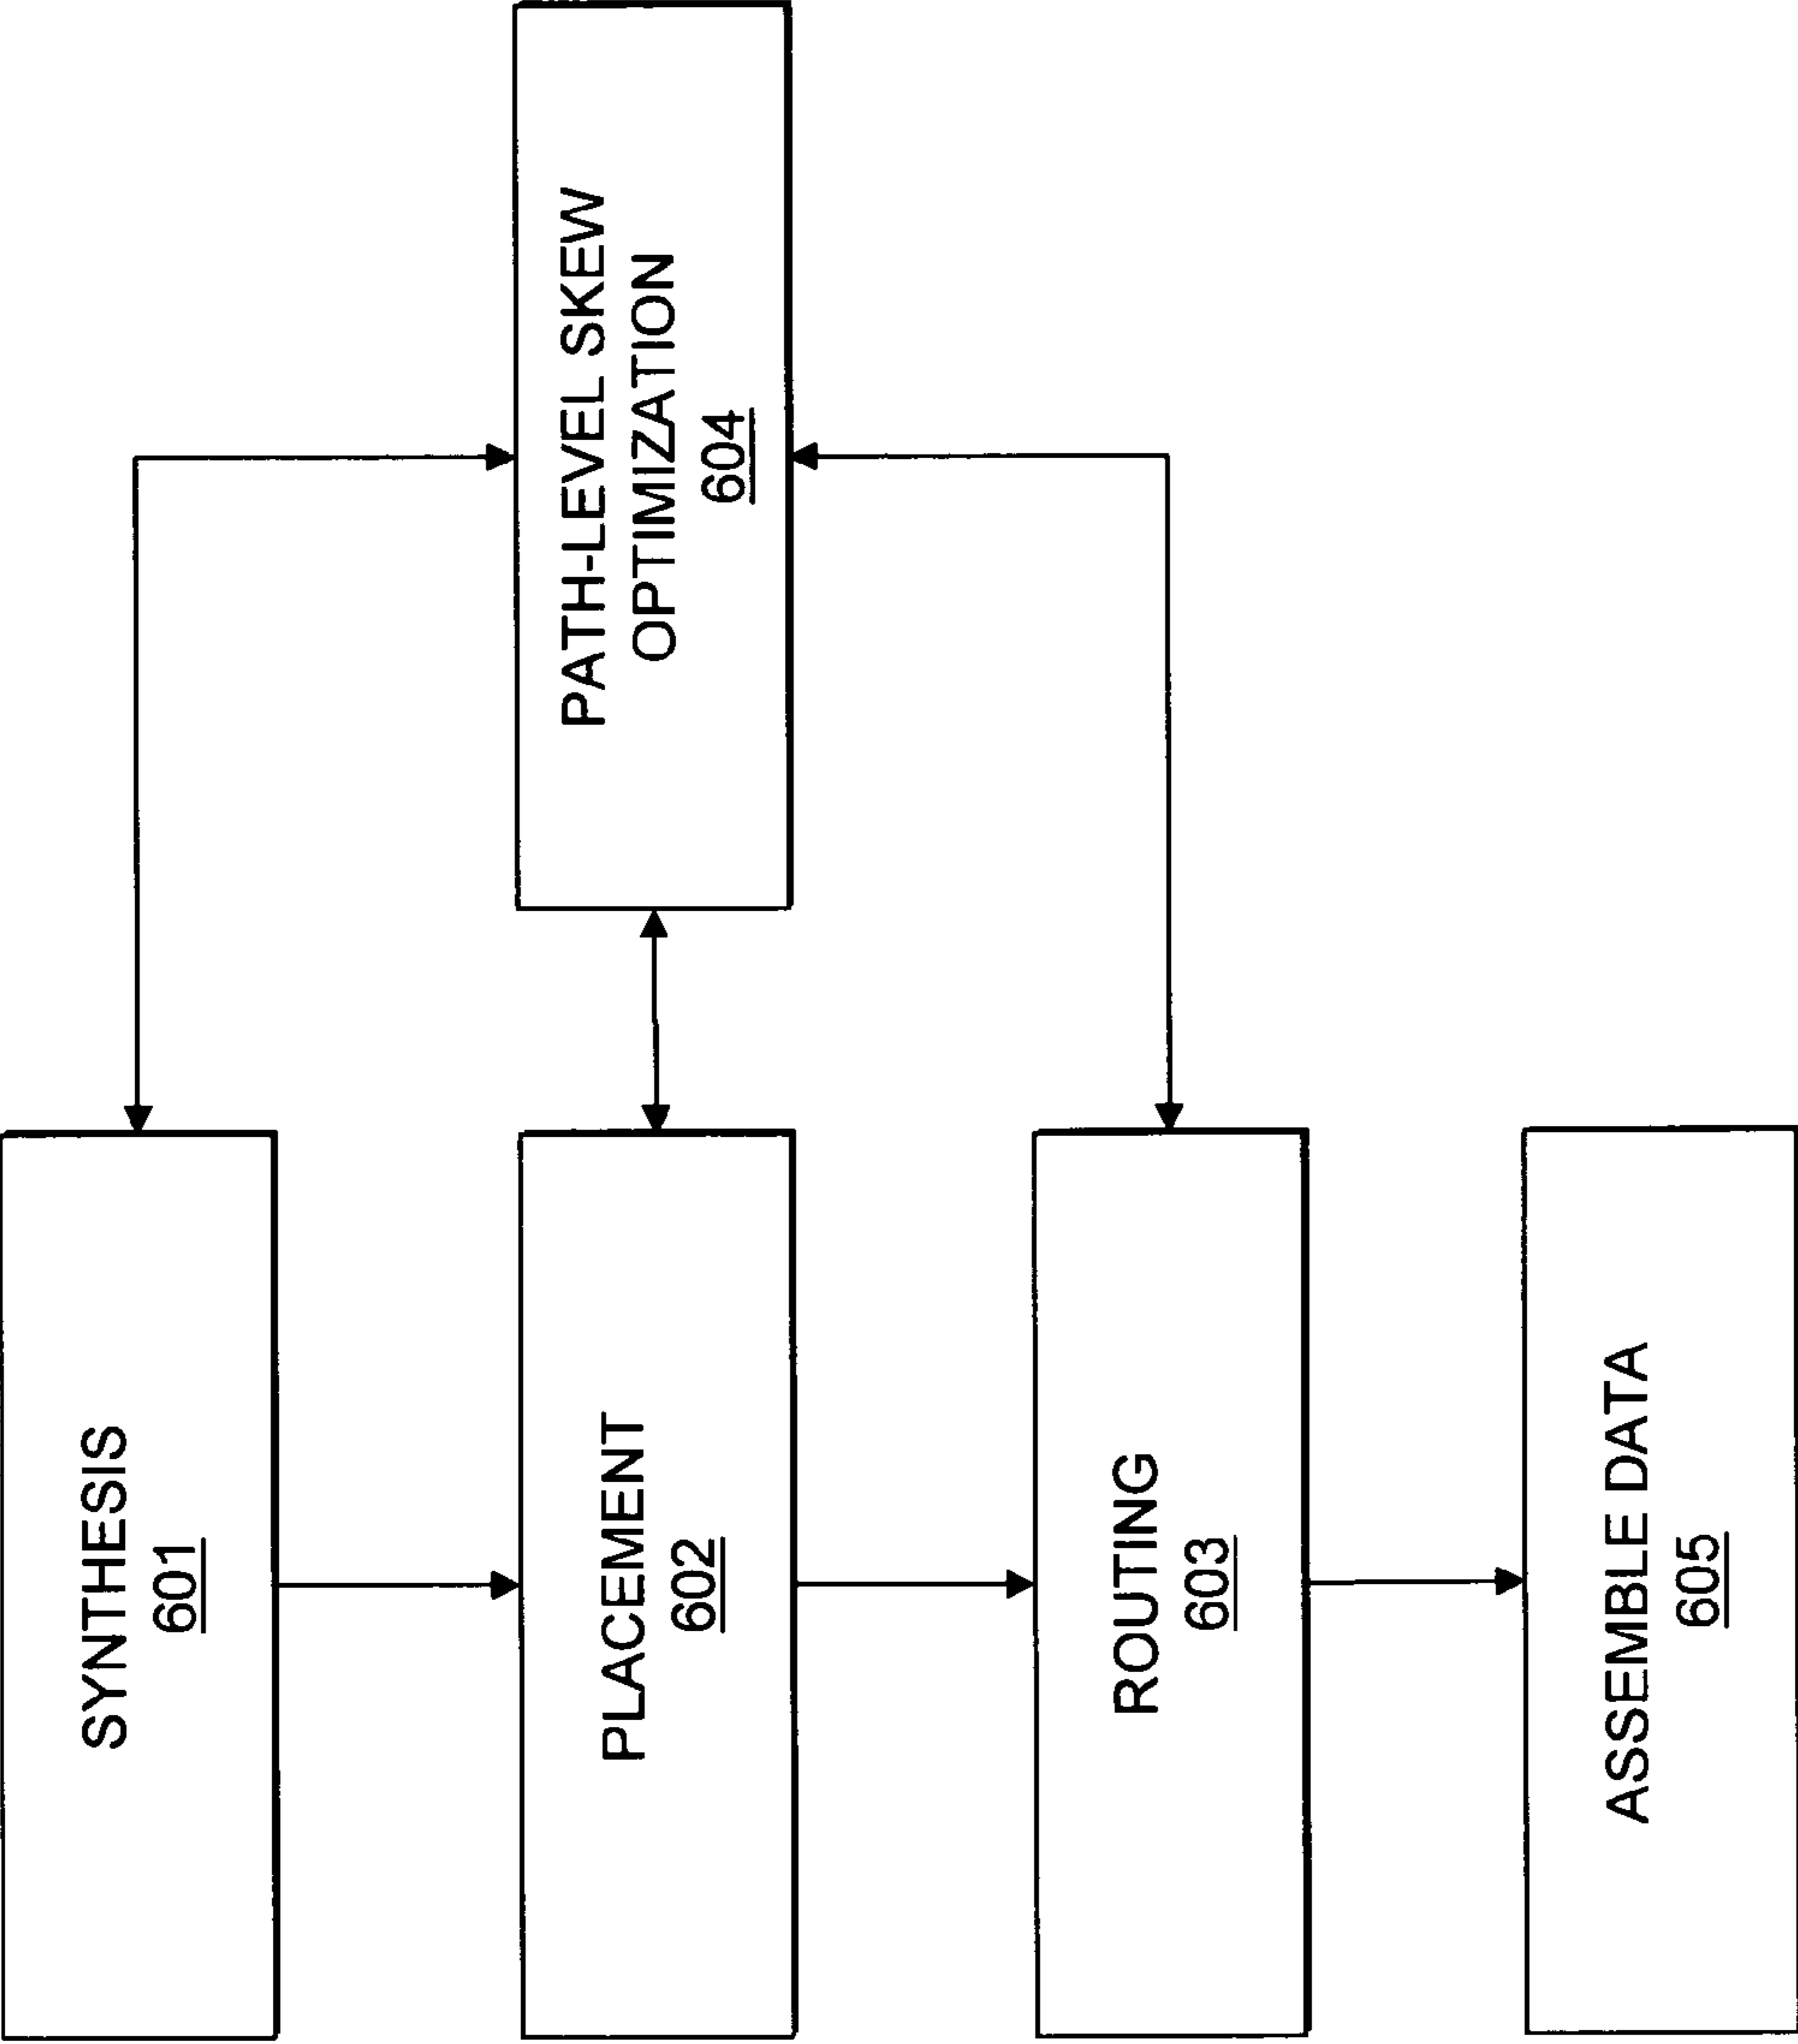 SYNTHESIS
601
PLACEMENT
602
ROUTING
603
PATH-LEVEL SKEW
OPTIMIZATION
604
ASSEMBLE DATA
605